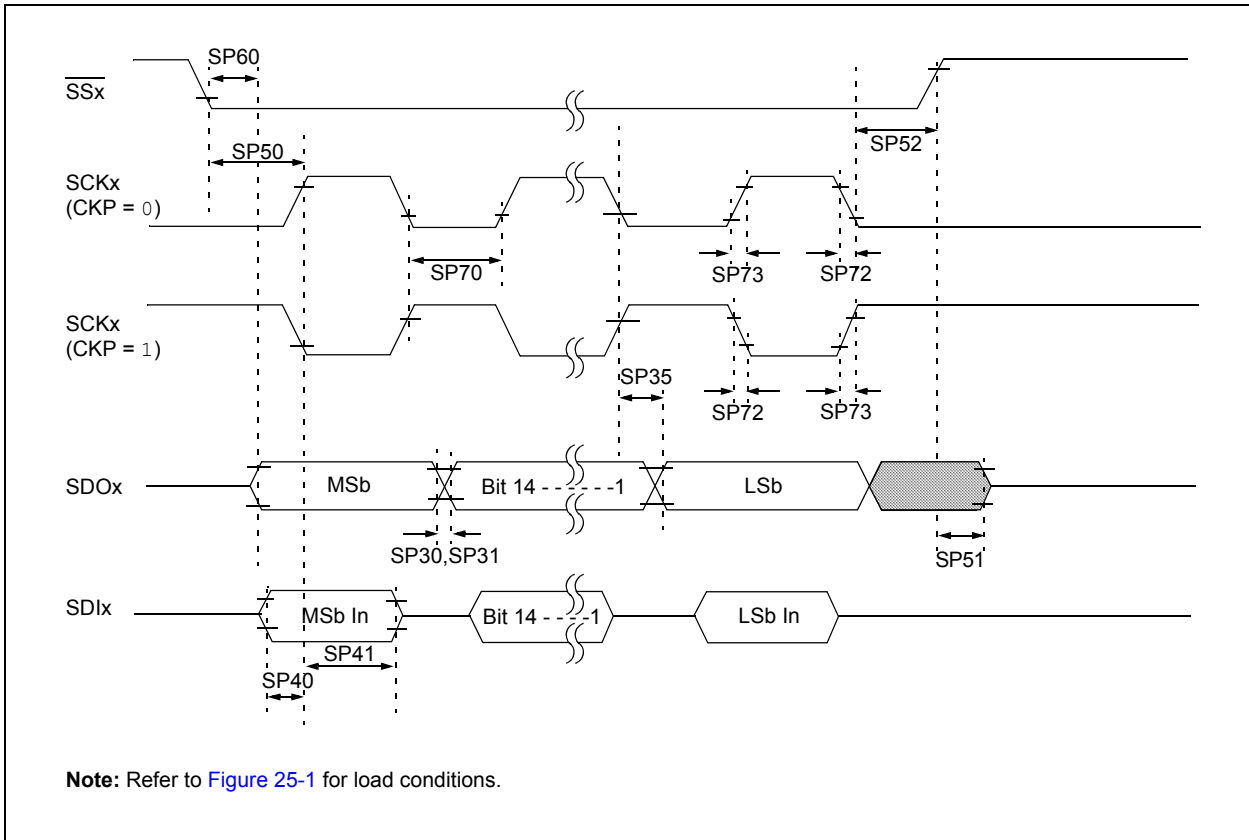 SP60
SSx
SP50
SP52
SCKx
(CKP = 0)
SP70
SP73
SP72
SCKx
(CKP = 1)
SP35
SP72
SP73
SDOx
MSb
Bit 14 - - - - - -1
LSb
SP30,SP31
SP51
SDIx
MSb In
Bit 14 - - - -1
LSb In
SP41
SP40
Note: Refer to Figure 25-1 for load conditions.